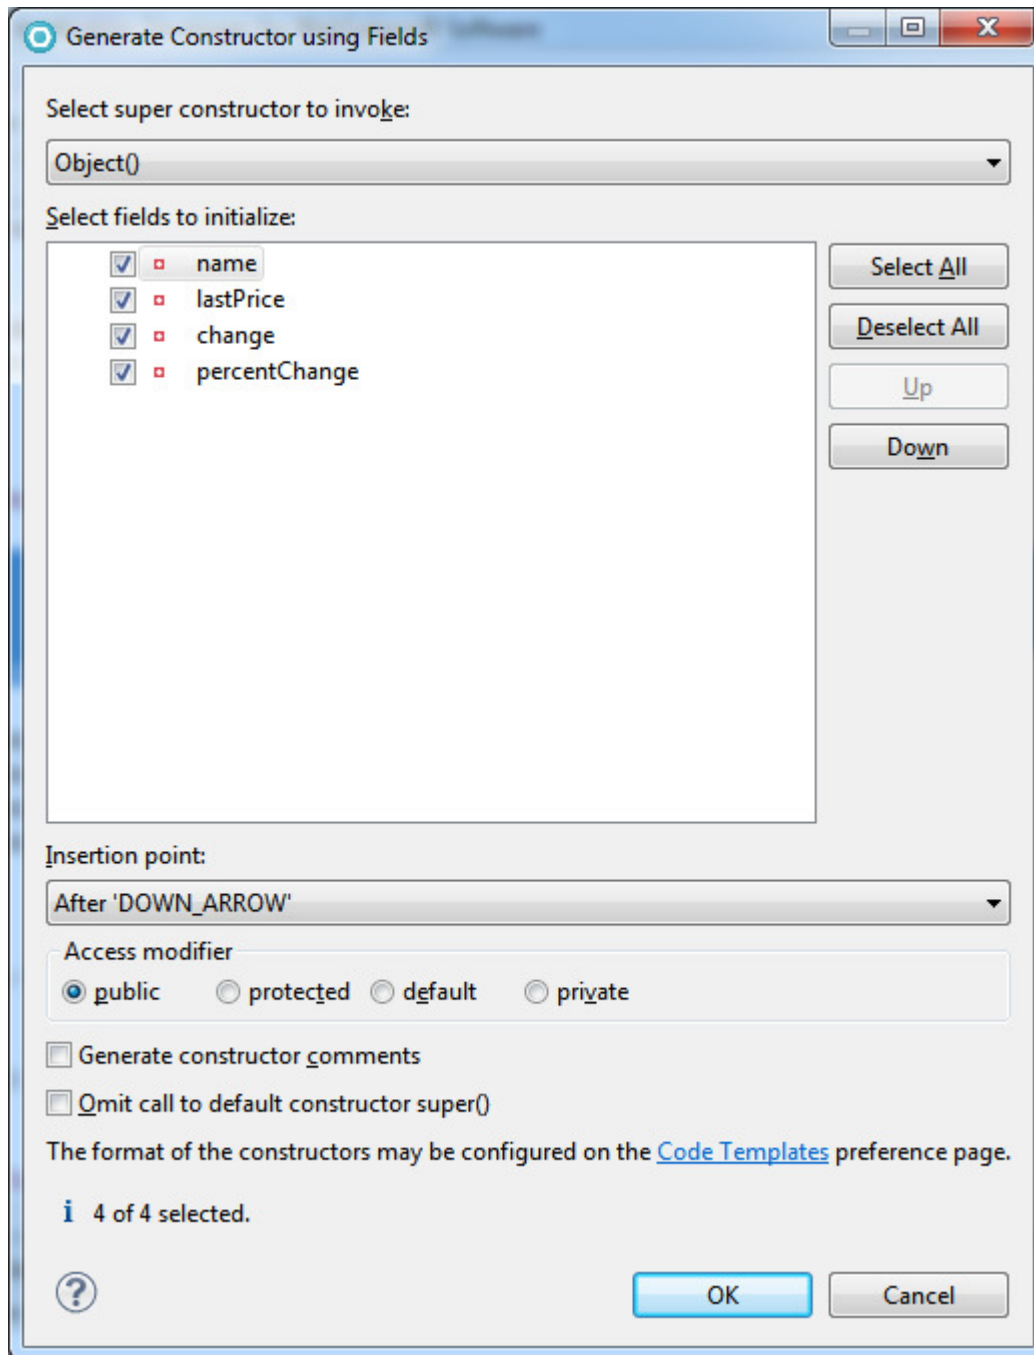 Generate Constructor using Fields
Select super constructor to invoke:
Object()
Select fields to initialize:
name
lastPrice
change
percentChange
Select All
Deselect All
Up
Down
Insertion point:
After 'DOWN_ARROW'
Access modifier
public protected default private
Generate constructor comments
Omit call to default constructor super()
The format of the constructors may be configured on the Code Templates preference page.
i 4 of 4 selected.
?
OK Cancel